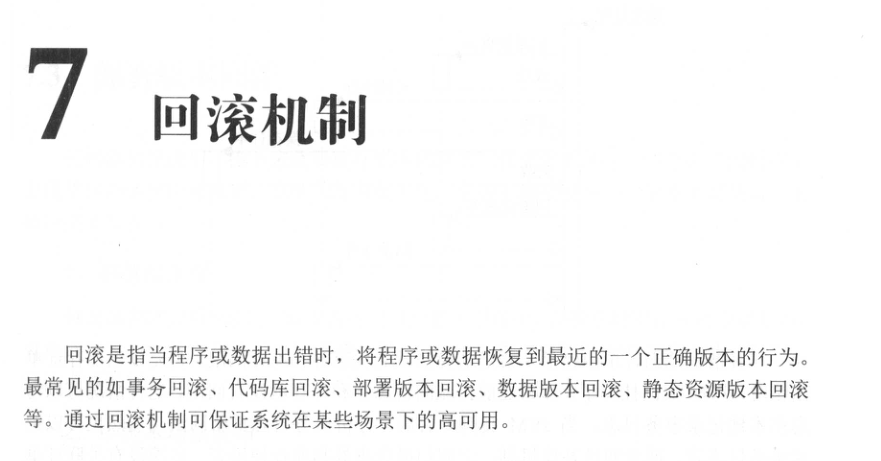 7
回滚机制
回滚是指当程序或数据出错时，将程序或数据恢复到最近的一个正确版本的行为。
最常见的如事务回滚、代码库回滚、部署版本回滚、数据版本回滚、静态资源版本回滚
等。通过回滚机制可保证系统在某些场景下的高可用。